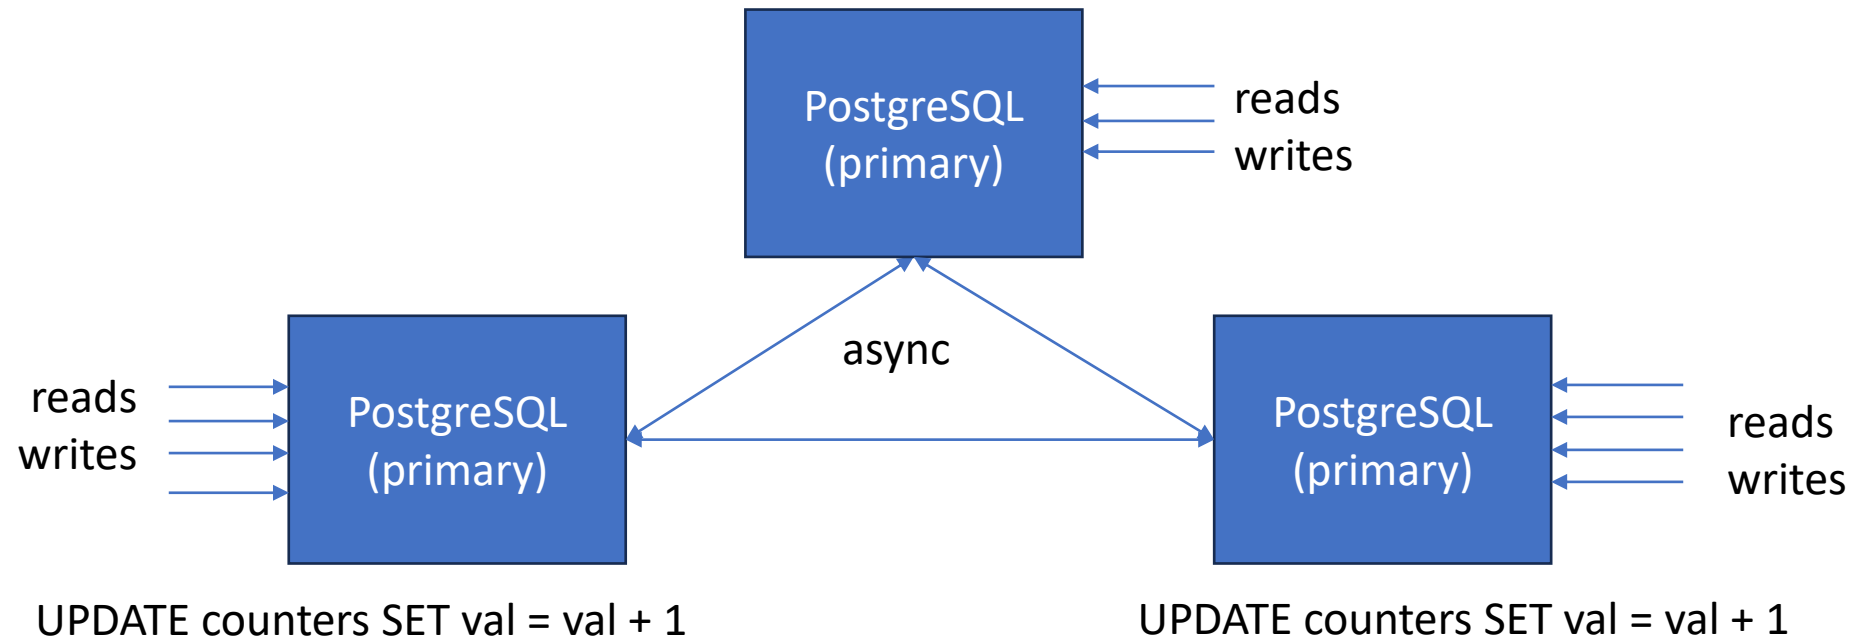 PostgreSQL
(primary)
reads
writes
async
reads
writes
PostgreSQL
(primary)
PostgreSQL
(primary)
reads
writes
UPDATE counters SET val = val + 1
UPDATE counters SET val = val + 1